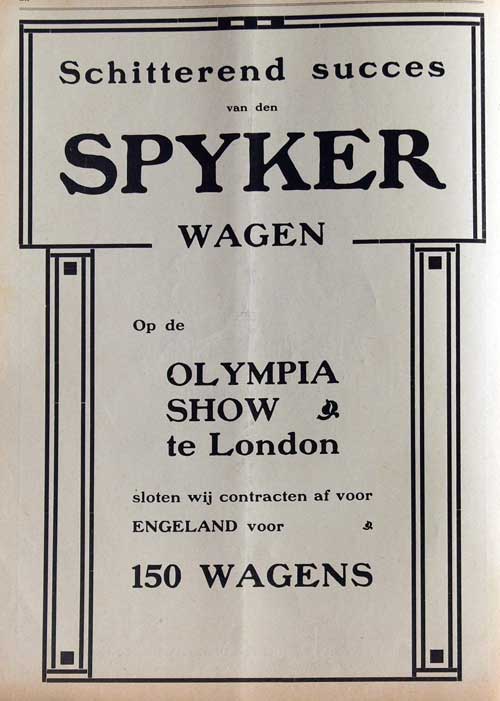 Schitterend succes
van den
SPYKER
WAGEN
Op de
OLYMPIA
SHOW
te London
sloten wij contracten af voor
ENGELAND voor
150 WAGENS